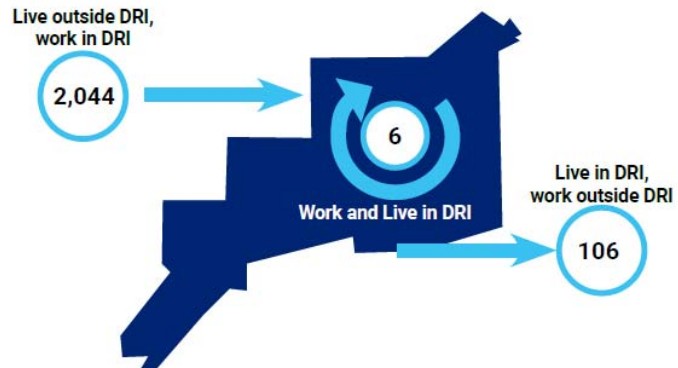 Live outside DRI,
work in DRI
2,044
6
Work and Live in DRI
Live in DRI,
work outside DRI
106